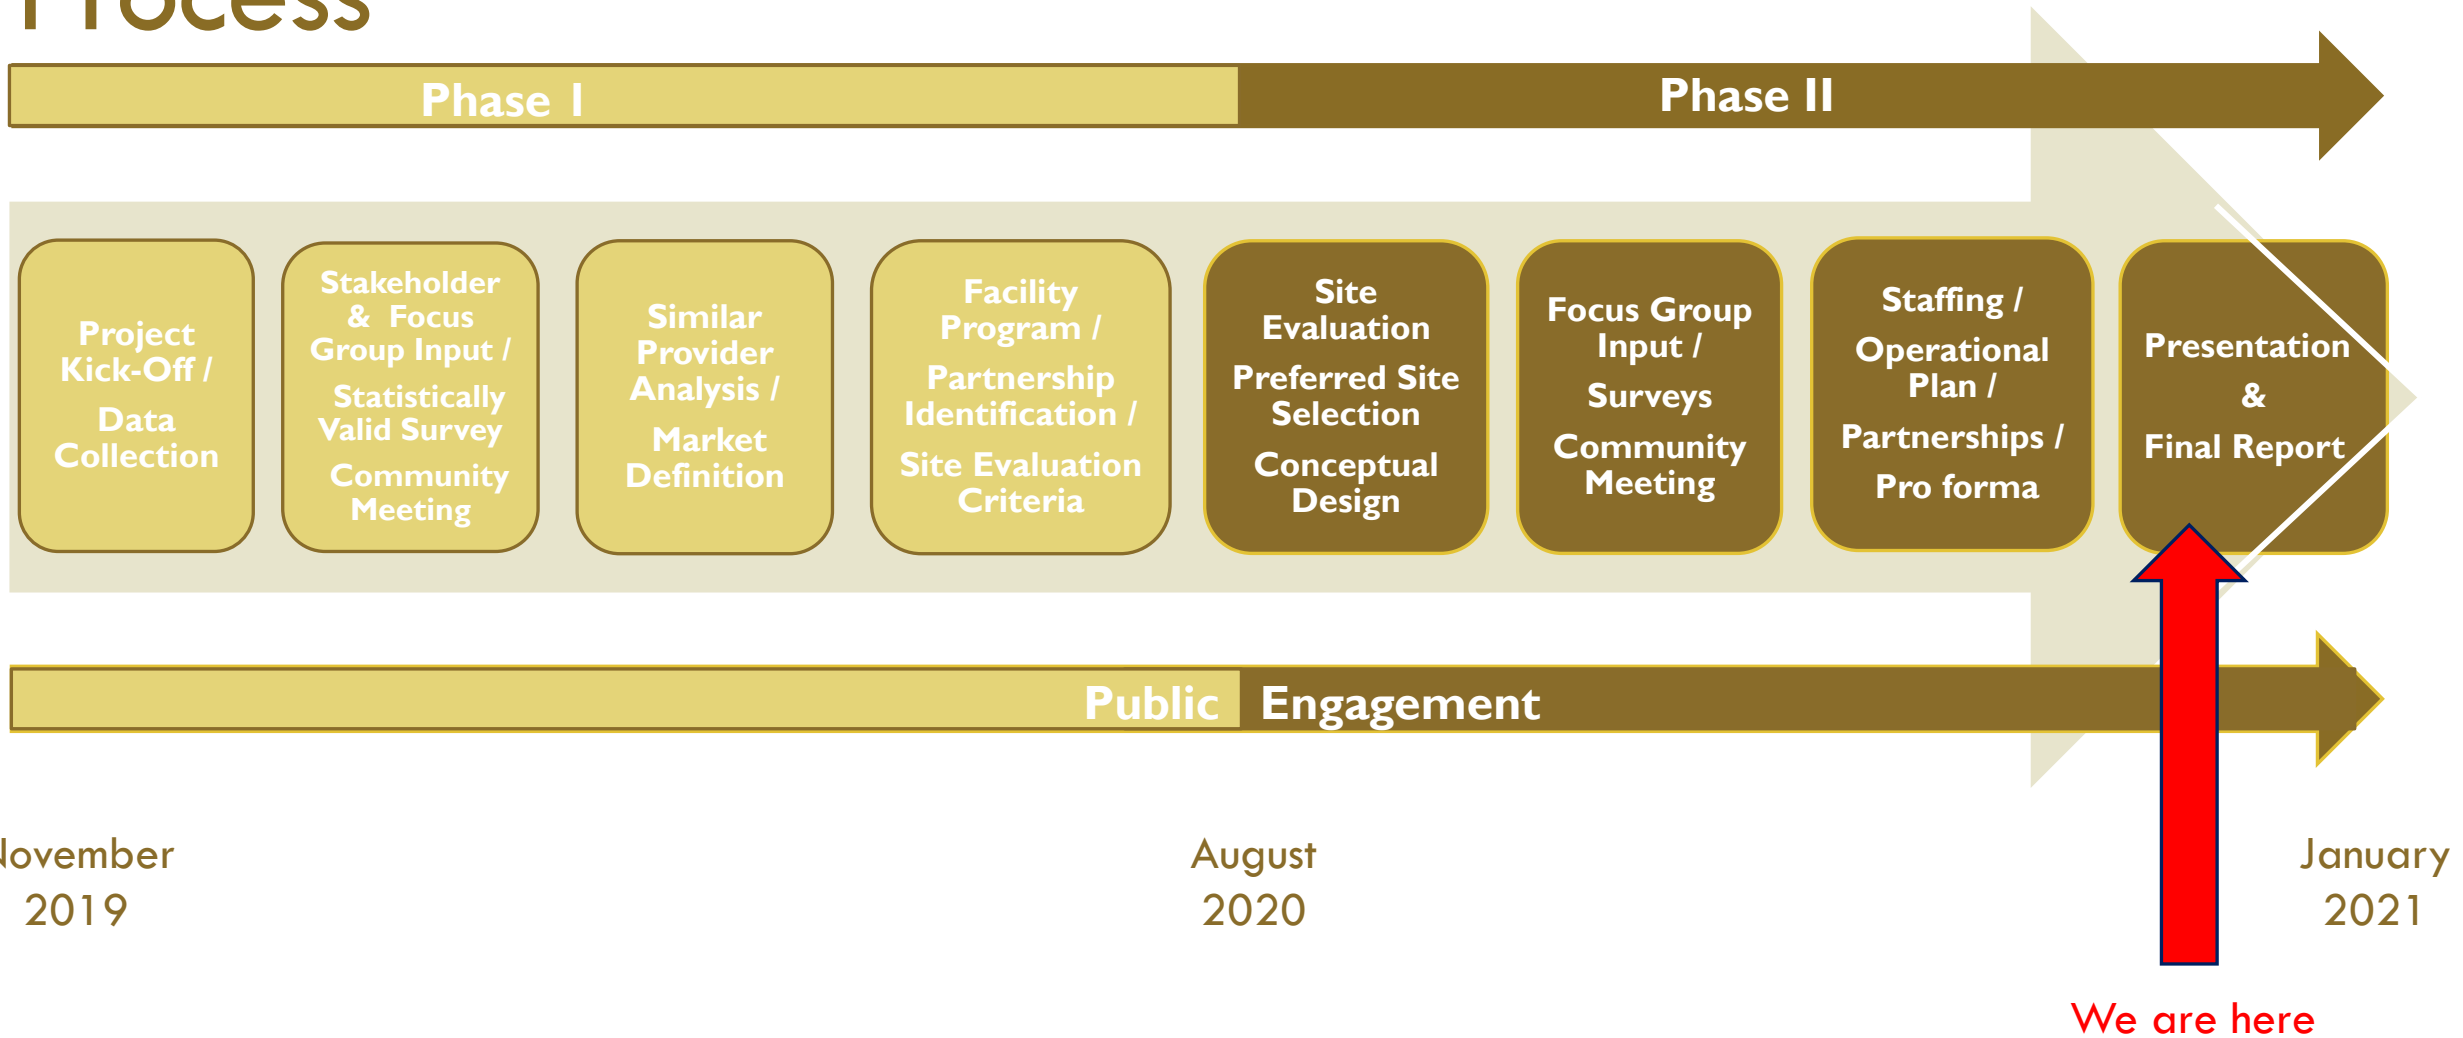 Process
Phase I
Phase II
Project
Kick-Off /
Data
Collection
Stakeholder
& Focus
Group Input /
Statistically
Valid Survey
Community
Meeting
Similar
Provider
Analysis /
Market
Definition
Facility
Program /
Partnership
Identification /
Site Evaluation
Criteria
Site
Evaluation
Preferred Site
Selection
Conceptual
Design
Focus Group
Input /
Surveys
Community
Meeting
Staffing /
Operational
Plan /
Partnerships /
Pro forma
Presentation
&
Final Report
Public Engagement
November
2019
August
2020
January
2021
We are here